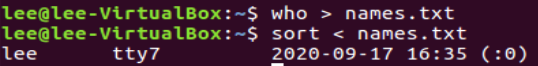 lee@lee-VirtualBox:~$ who > names.txt
lee@lee-VirtualBox:~$ sort < names.txt
lee      tty7         2020-09-17 16:35 (:0)